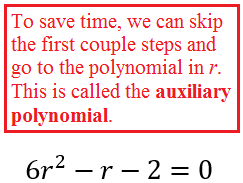 To save time, we can skip
the first couple steps and
go to the polynomial in r.
This is called the auxiliary
polynomial.
6r² − r − 2 = 0